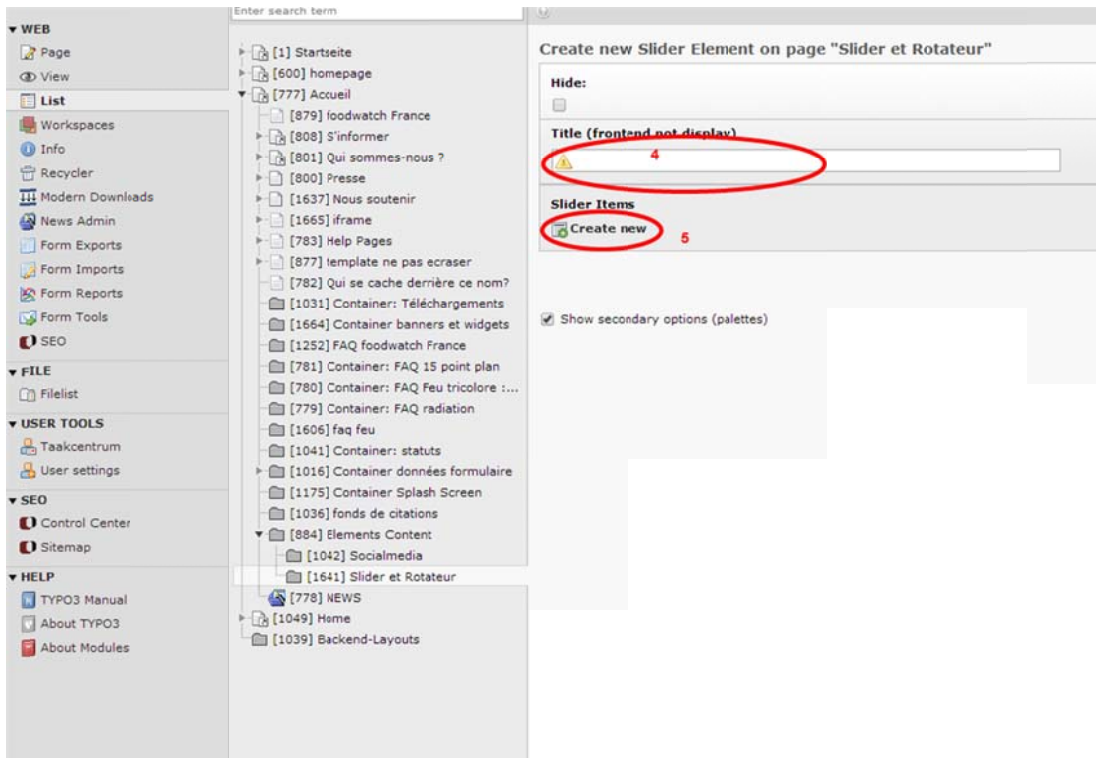 WEB
Page
View
List
Workspaces
Info
Recycler
Modern Downloads
News Admin
Form Exports
Form Imports
Form Reports
Form Tools
SEO
FILE
Filelist
USER TOOLS
Taakcentrum
User settings
SEO
Control Center
Sitemap
HELP
TYPO3 Manual
About TYPO3
About Modules
Enter search term
[1] Startseite
[600] homepage
[777] Accueil
[879] foodwatch France
[808] S'informer
[801] Qui sommes-nous ?
[800] Presse
[1637] Nous soutenir
[1665] iframe
[783] Help Pages
[877] template ne pas ecraser
[782] Qui se cache derrière ce nom?
[1031] Container: Téléchargements
[1664] Container banners et widgets
[1252] FAQ foodwatch France
[781] Container: FAQ 15 point plan
[780] Container: FAQ Feu tricolore :...
[779] Container: FAQ radiation
[1606] faq feu
[1041] Container: statuts
[1016] Container données formulaire
[1175] Container Splash Screen
[1036] fonds de citations
[884] Elements Content
[1042] Socialmedia
[1641] Slider et Rotateur
[778] NEWS
[1049] Home
[1039] Backend-Layouts
Create new Slider Element on page "Slider et Rotateur"
Hide:
Title (frontend not display)
4
Slider Items
Create new
5
Show secondary options (palettes)